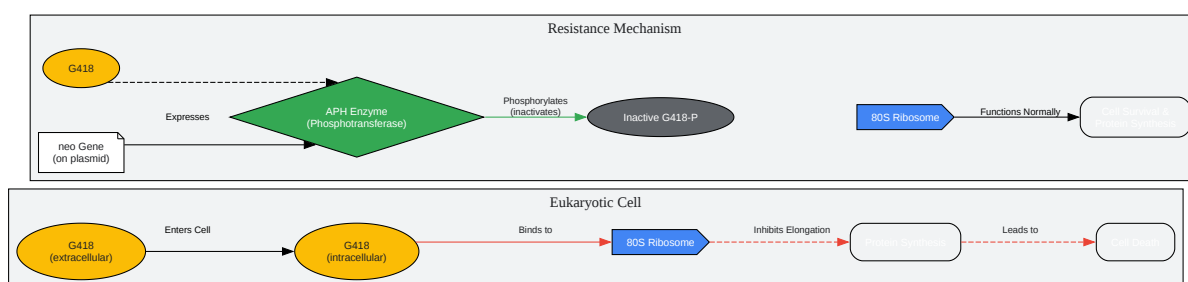 Resistance Mechanism
G418
Expresses
neo Gene
(on plasmid)
APH Enzyme
(Phosphotransferase)
Phosphorylates
(inactivates)
Inactive G418-P
80S Ribosome
Functions Normally
Cell Survival &
Protein Synthesis
Eukaryotic Cell
G418
(extracellular)
Enters Cell
G418
(intracellular)
Binds to
80S Ribosome
Inhibits Elongation
Protein Synthesis
Leads to
Cell Death